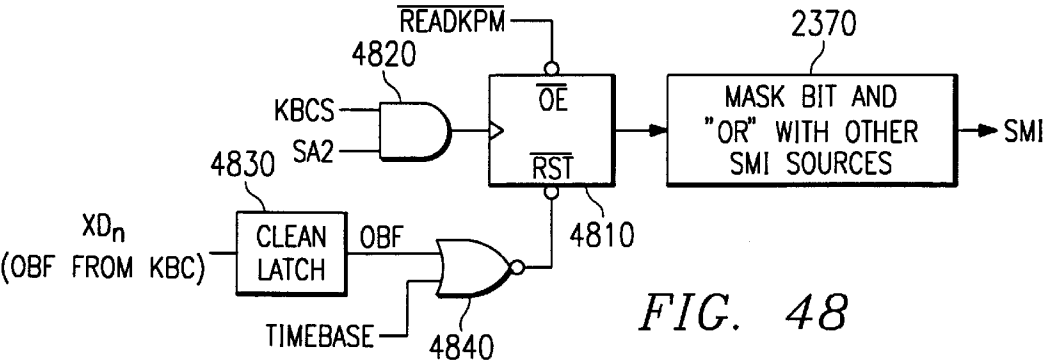 READKPM
2370
4820
OE
MASK BIT AND
"OR" WITH OTHER
SMI SOURCES
SMI
KBCS
SA2
RST
4830
4810
XDn
(OBF FROM KBC)
CLEAN
LATCH
OBF
TIMEBASE
4840
FIG. 48